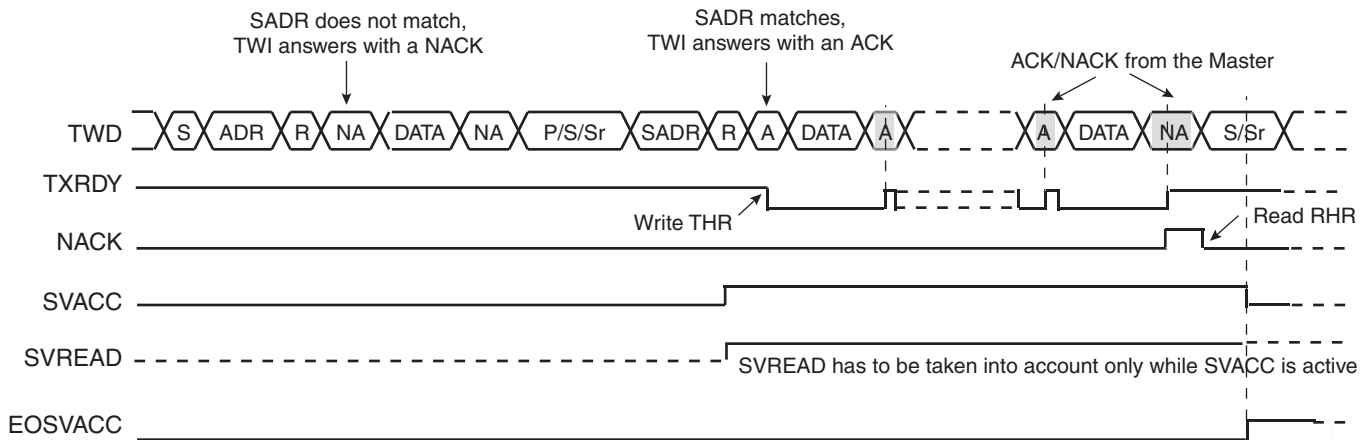 SADR does not match,
TWI answers with a NACK
SADR matches,
TWI answers with an ACK
ACK/NACK from the Master
TWD S ADR R NA DATA NA P/S/Sr SADR R A DATA A A DATA NA S/Sr
TXRDY
Write THR
Read RHR
NACK
SVACC
SVREAD
SVREAD has to be taken into account only while SVACC is active
EOSVACC